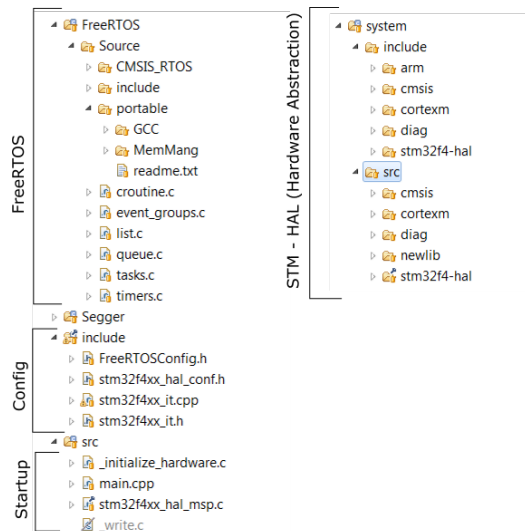 FreeRTOS
FreeRTOS
Source
CMSIS_RTOS
include
portable
GCC
MemMang
readme.txt
croutine.c
event_groups.c
list.c
queue.c
tasks.c
timers.c
Segger
Config
include
FreeRTOSConfig.h
stm32f4xx_hal_conf.h
stm32f4xx_it.cpp
stm32f4xx_it.h
Startup
src
_initialize_hardware.c
main.cpp
stm32f4xx_hal_msp.c
_write.c
STM - HAL (Hardware Abstraction)
system
include
arm
cmsis
cortexm
diag
stm32f4-hal
src
cmsis
cortexm
diag
newlib
stm32f4-hal